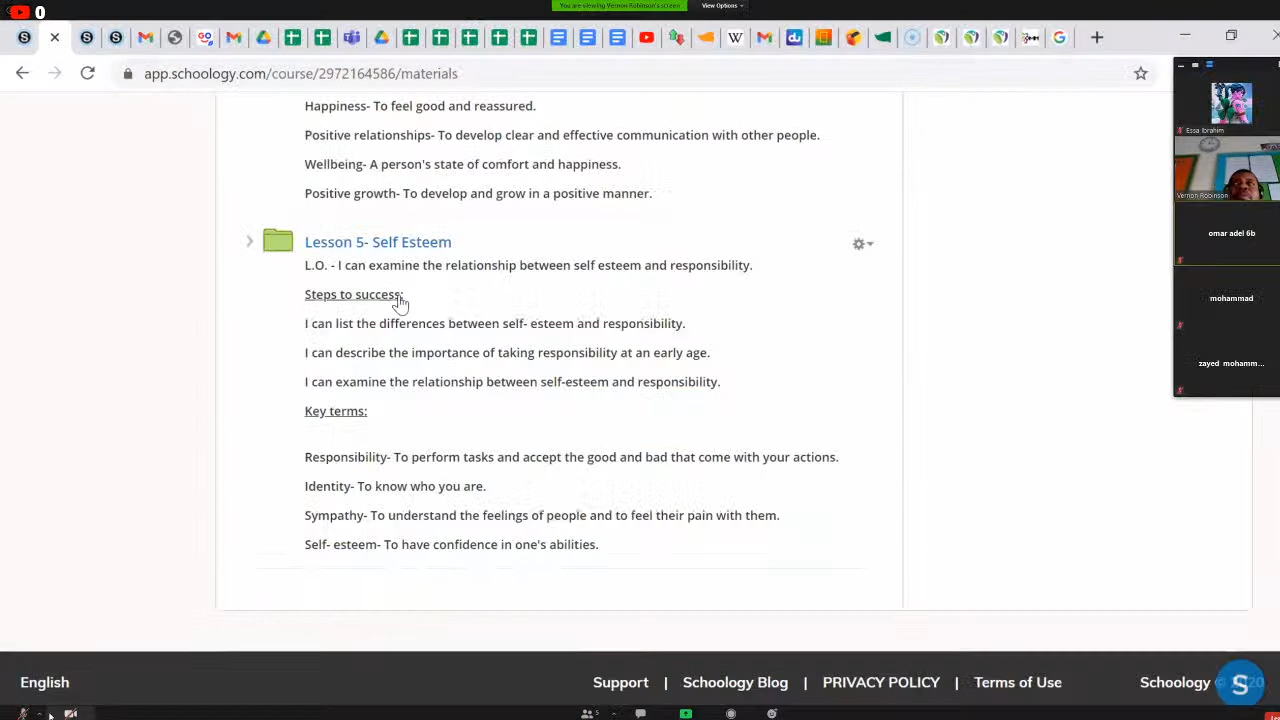 0
You are viewing Vernon Robinson's screen
View Options
app.schoology.com/course/2972164586/materials
Happiness- To feel good and reassured.
Positive relationships- To develop clear and effective communication with other people.
Wellbeing- A person's state of comfort and happiness.
Positive growth- To develop and grow in a positive manner.
Lesson 5- Self Esteem
L.O. - I can examine the relationship between self esteem and responsibility.
Steps to success:
I can list the differences between self- esteem and responsibility.
I can describe the importance of taking responsibility at an early age.
I can examine the relationship between self-esteem and responsibility.
Key terms:
Responsibility- To perform tasks and accept the good and bad that come with your actions.
Identity- To know who you are.
Sympathy- To understand the feelings of people and to feel their pain with them.
Self- esteem- To have confidence in one's abilities.
Essa Ibrahim
Vernon Robinson
omar adel 6b
mohammad
zayed mohamm...
English
Support | Schoology Blog | PRIVACY POLICY | Terms of Use
Schoology ©